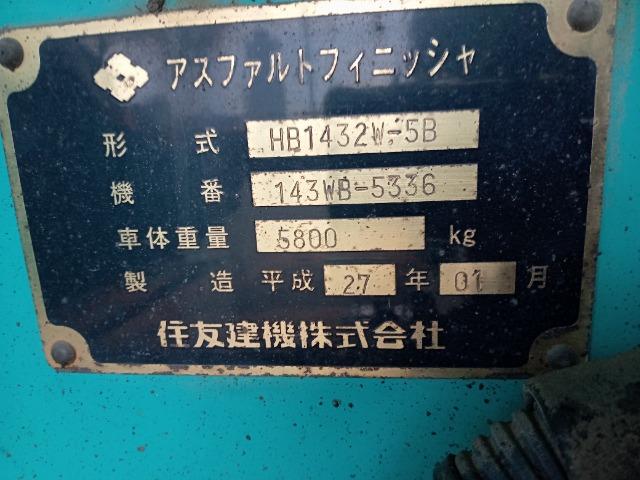 アスファルトフィニッシャ
形式 HB1432W-5B
機番 143WB-5336
車体重量 5800 kg
製造 平成 27 年 01 月
住友建機株式会社